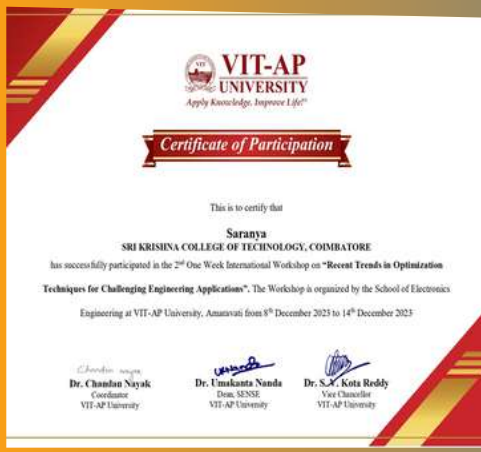 VIT-AP
UNIVERSITY
Apply Knowledge, Improve Life!®
Certificate of Participation
This is to certify that
Saranya
SRI KRISHNA COLLEGE OF TECHNOLOGY, COIMBATORE
has successfully participated in the 2nd One Week International Workshop on “Recent Trends in Optimization
Techniques for Challenging Engineering Applications”. The Workshop is organized by the School of Electronics
Engineering at VIT-AP University, Amaravati from 8th December 2023 to 14th December 2023
Chandan nayak
Dr. Chandan Nayak Dr. Umakanta Nanda Dr. S.V. Kota Reddy
Coordinator Dean, SENSE Vice Chancellor
VIT-AP University VIT-AP University VIT-AP University